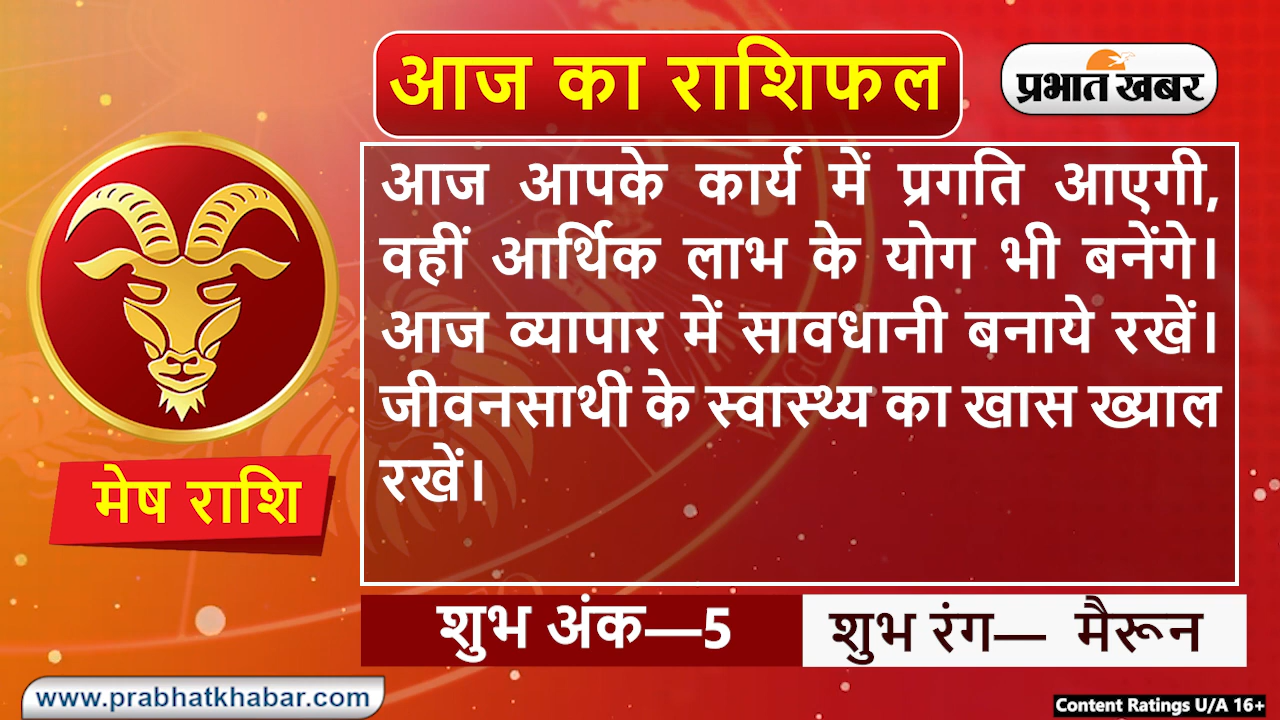 आज का राशिफल
प्रभात खबर
आज आपके कार्य में प्रगति आएगी,
वहीं आर्थिक लाभ के योग भी बनेंगे।
आज व्यापार में सावधानी बनाये रखें।
जीवनसाथी के स्वास्थ्य का खास ख्याल
रखें।
मेष राशि
शुभ अंक—5
शुभ रंग— मैरून
www.prabhatkhabar.com
Content Ratings U/A 16+